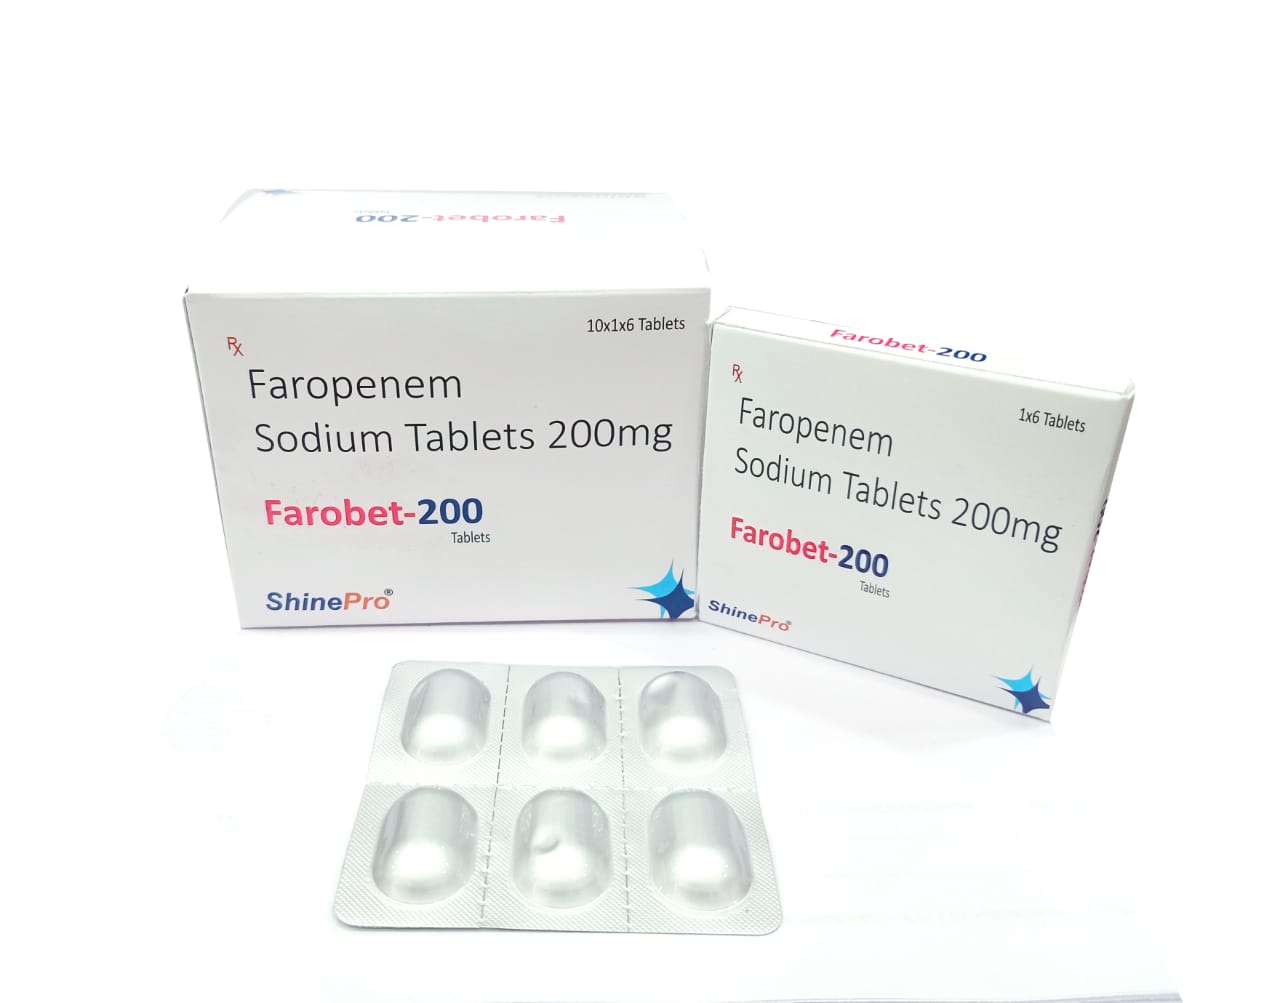 Farobet-200
Tablets
10x1x6 Tablets
Rx
Faropenem
Sodium Tablets 200mg
Farobet-200
Tablets
ShinePro®
Farobet-200
Rx
1x6 Tablets
Faropenem
Sodium Tablets 200mg
Farobet-200
Tablets
ShinePro®